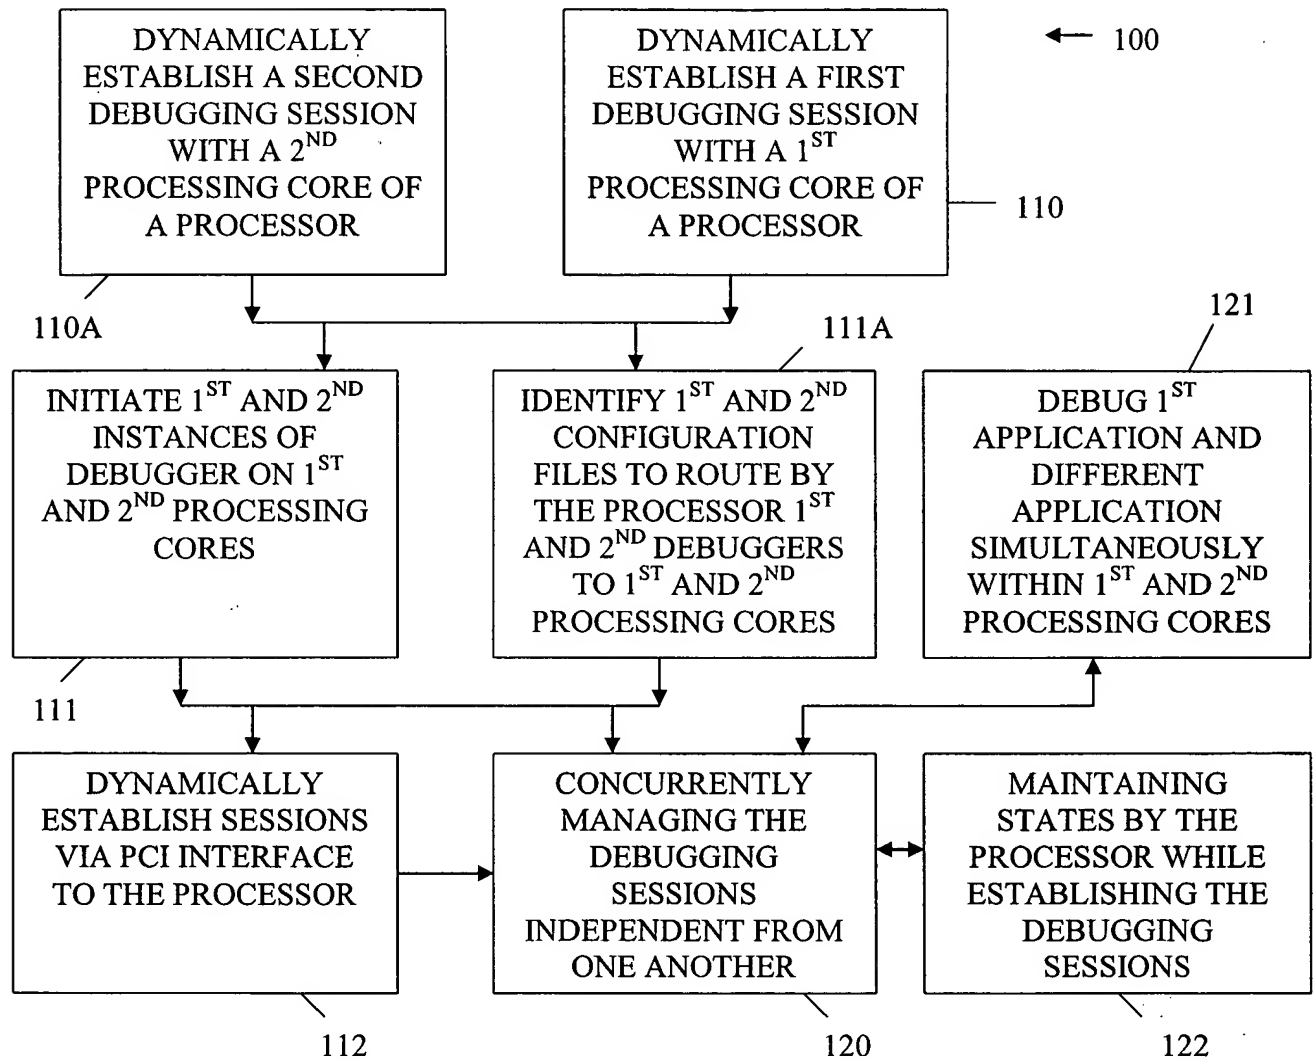 100
DYNAMICALLY
ESTABLISH A SECOND
DEBUGGING SESSION
WITH A 2ND
PROCESSING CORE OF
A PROCESSOR
110A
DYNAMICALLY
ESTABLISH A FIRST
DEBUGGING SESSION
WITH A 1ST
PROCESSING CORE OF
A PROCESSOR
110
INITIATE 1ST AND 2ND
INSTANCES OF
DEBUGGER ON 1ST
AND 2ND PROCESSING
CORES
111
111A
IDENTIFY 1ST AND 2ND
CONFIGURATION
FILES TO ROUTE BY
THE PROCESSOR 1ST
AND 2ND DEBUGGERS
TO 1ST AND 2ND
PROCESSING CORES
121
DEBUG 1ST
APPLICATION AND
DIFFERENT
APPLICATION
SIMULTANEOUSLY
WITHIN 1ST AND 2ND
PROCESSING CORES
DYNAMICALLY
ESTABLISH SESSIONS
VIA PCI INTERFACE
TO THE PROCESSOR
112
CONCURRENTLY
MANAGING THE
DEBUGGING
SESSIONS
INDEPENDENT FROM
ONE ANOTHER
120
MAINTAINING
STATES BY THE
PROCESSOR WHILE
ESTABLISHING THE
DEBUGGING
SESSIONS
122